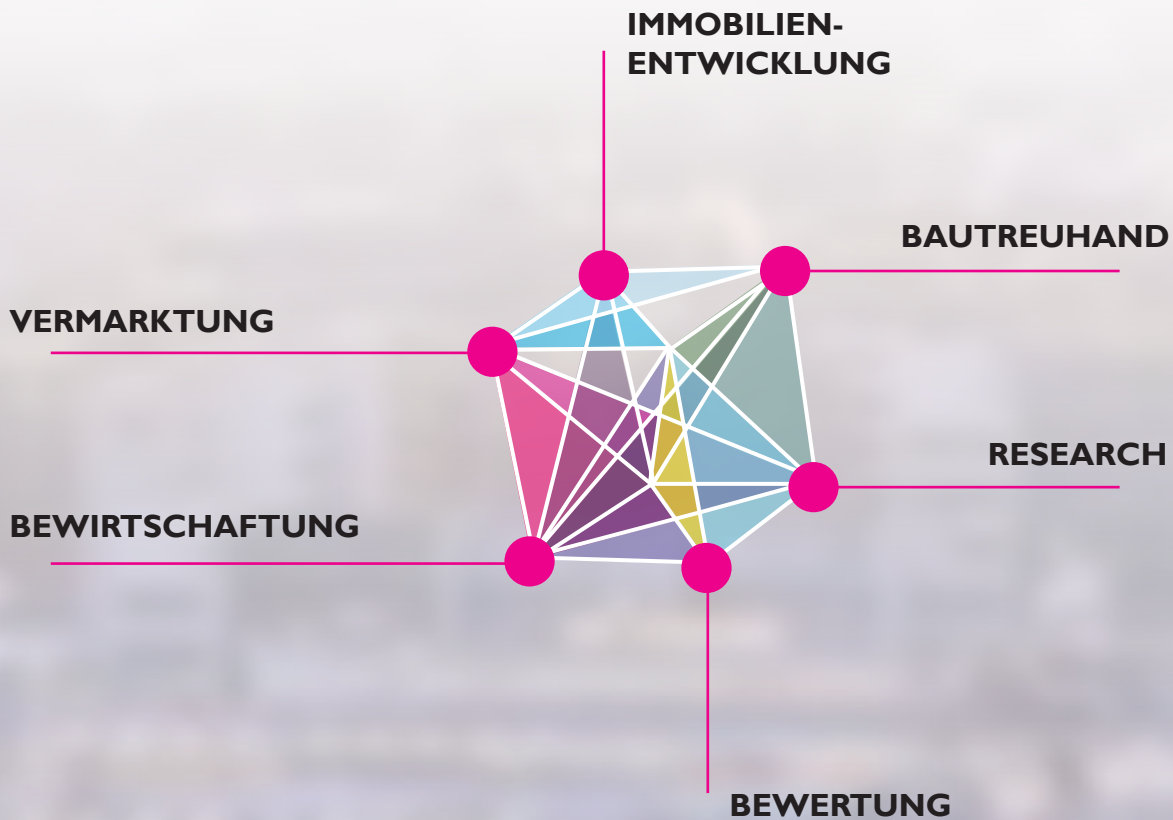 IMMOBILIEN-
ENTWICKLUNG
BAUTREUHAND
VERMARKTUNG
RESEARCH
BEWIRTSCHAFTUNG
BEWERTUNG